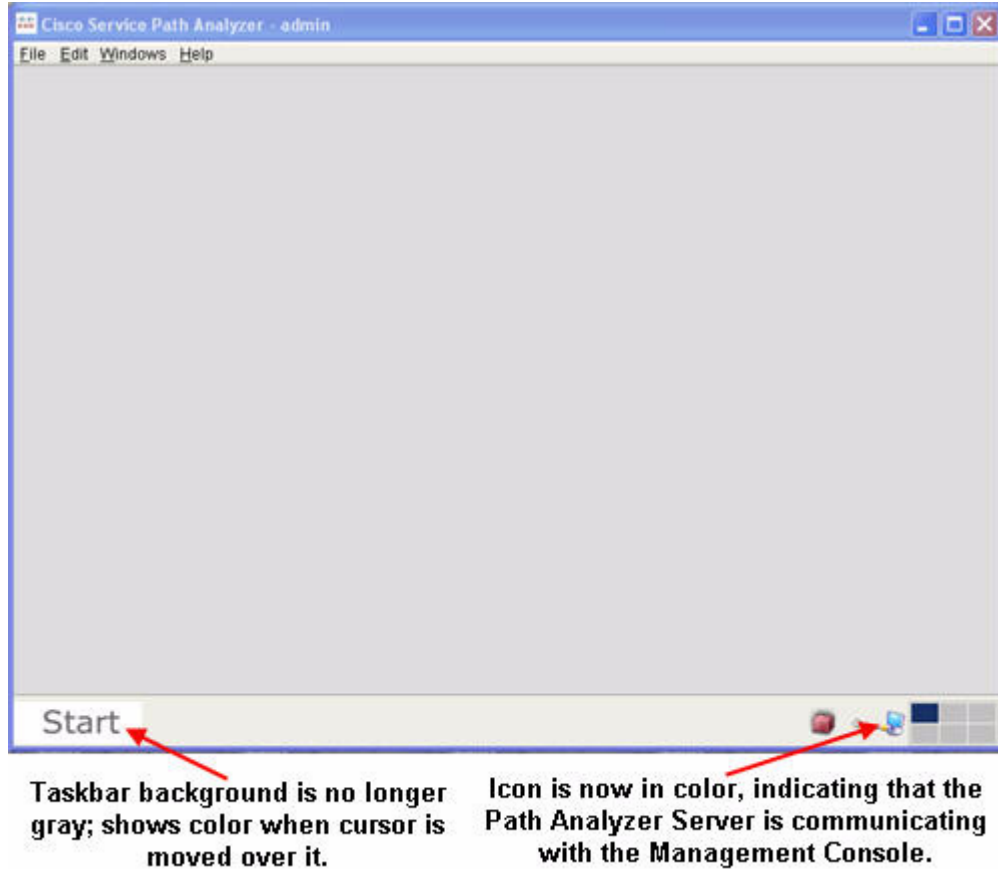 Cisco Service Path Analyzer - admin
File Edit Windows Help
Start
Taskbar background is no longer
gray; shows color when cursor is
moved over it.
Icon is now in color, indicating that the
Path Analyzer Server is communicating
with the Management Console.